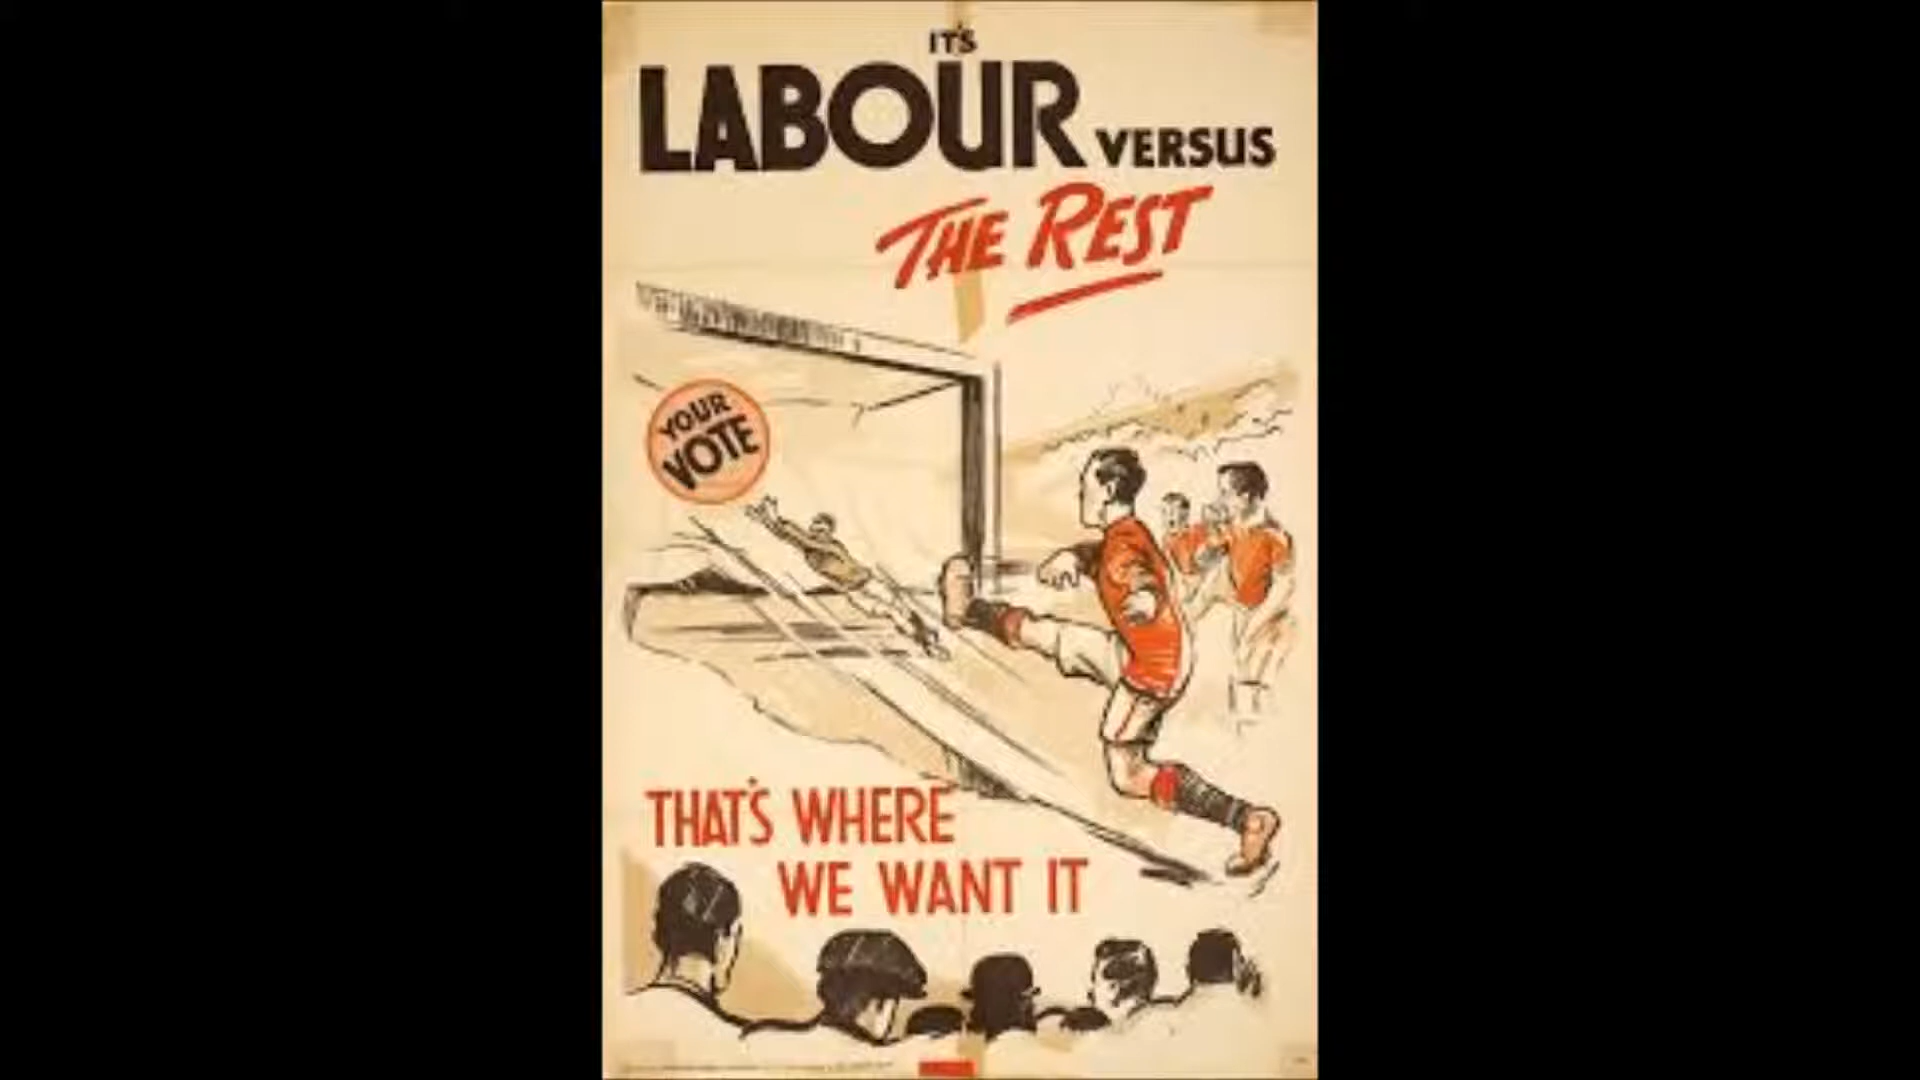 IT'S
LABOUR VERSUS
THE REST
YOUR
VOTE
THAT'S WHERE
WE WANT IT